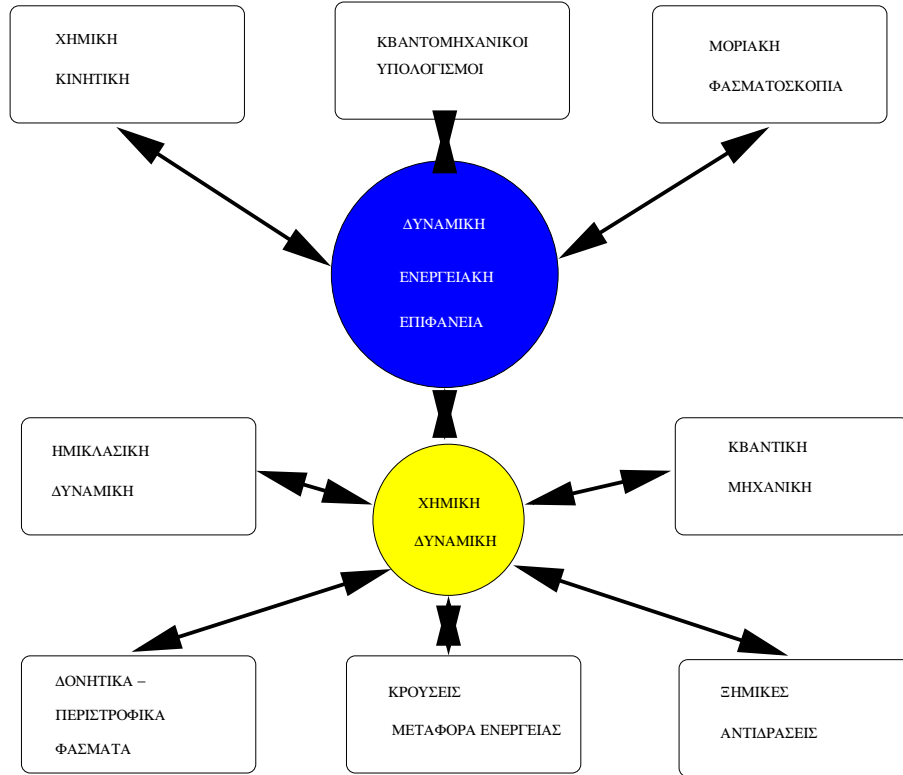 ΧΗΜΙΚΗ
ΚΙΝΗΤΙΚΗ
ΚΒΑΝΤΟΜΗΧΑΝΙΚΟΙ
ΥΠΟΛΟΓΙΣΜΟΙ
ΜΟΡΙΑΚΗ
ΦΑΣΜΑΤΟΣΚΟΠΙΑ
ΔΥΝΑΜΙΚΗ
ΕΝΕΡΓΕΙΑΚΗ
ΕΠΙΦΑΝΕΙΑ
ΗΜΙΚΛΑΣΙΚΗ
ΔΥΝΑΜΙΚΗ
ΧΗΜΙΚΗ
ΔΥΝΑΜΙΚΗ
ΚΒΑΝΤΙΚΗ
ΜΗΧΑΝΙΚΗ
ΔΟΝΗΤΙΚΑ –
ΠΕΡΙΣΤΡΟΦΙΚΑ
ΦΑΣΜΑΤΑ
ΚΡΟΥΣΕΙΣ
ΜΕΤΑΦΟΡΑ ΕΝΕΡΓΕΙΑΣ
ΞΗΜΙΚΕΣ
ΑΝΤΙΔΡΑΣΕΙΣ